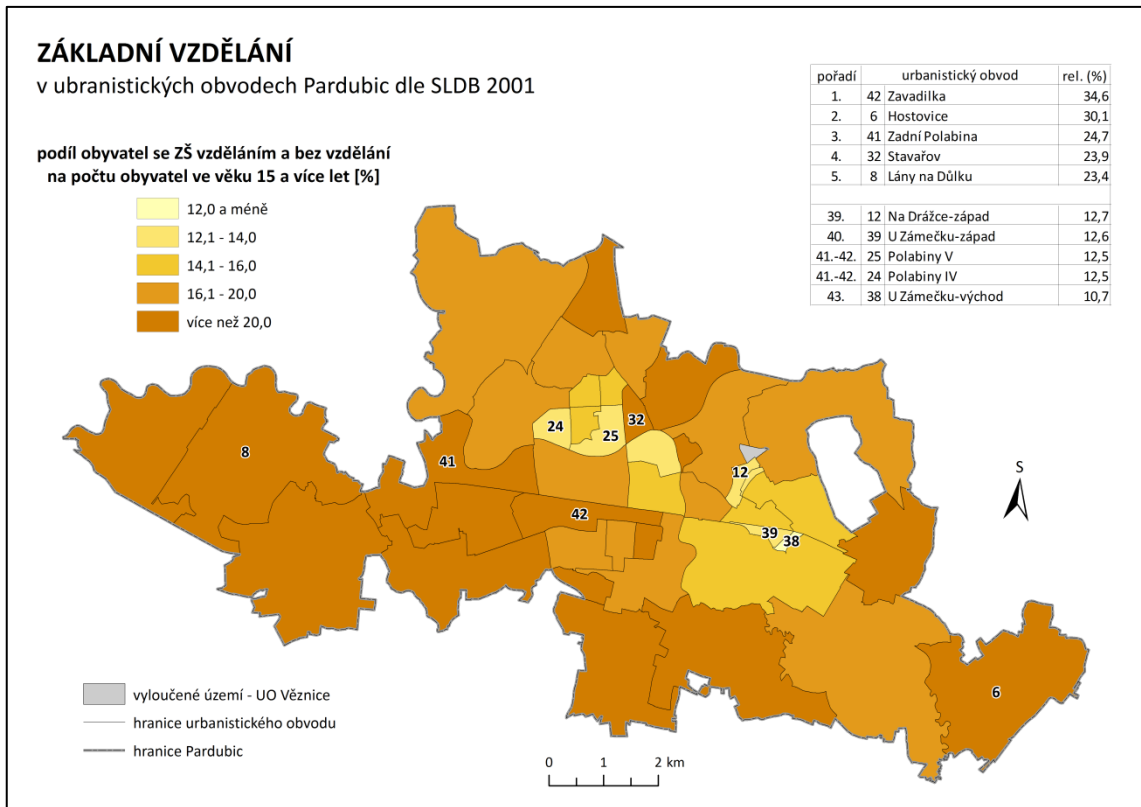 ZÁKLADNÍ VZDĚLÁNÍ
v ubranistických obvodech Pardubic dle SLDB 2001
podíl obyvatel se ZŠ vzděláním a bez vzdělání
na počtu obyvatel ve věku 15 a více let [%]
12,0 a méně
12,1 - 14,0
14,1 - 16,0
16,1 - 20,0
více než 20,0
pořadí urbanistický obvod rel. (%)
1. 42 Zavadilka 34,6
2. 6 Hostovice 30,1
3. 41 Zadní Polabina 24,7
4. 32 Stavařov 23,9
5. 8 Lány na Důlku 23,4
39. 12 Na Drážce-západ 12,7
40. 39 U Zámečku-západ 12,6
41.-42. 25 Polabiny V 12,5
41.-42. 24 Polabiny IV 12,5
43. 38 U Zámečku-východ 10,7
32
24
25
8
41
12
42
39
38
6
S
vyloučené území - UO Věznice
hranice urbanistického obvodu
hranice Pardubic
0 1 2 km